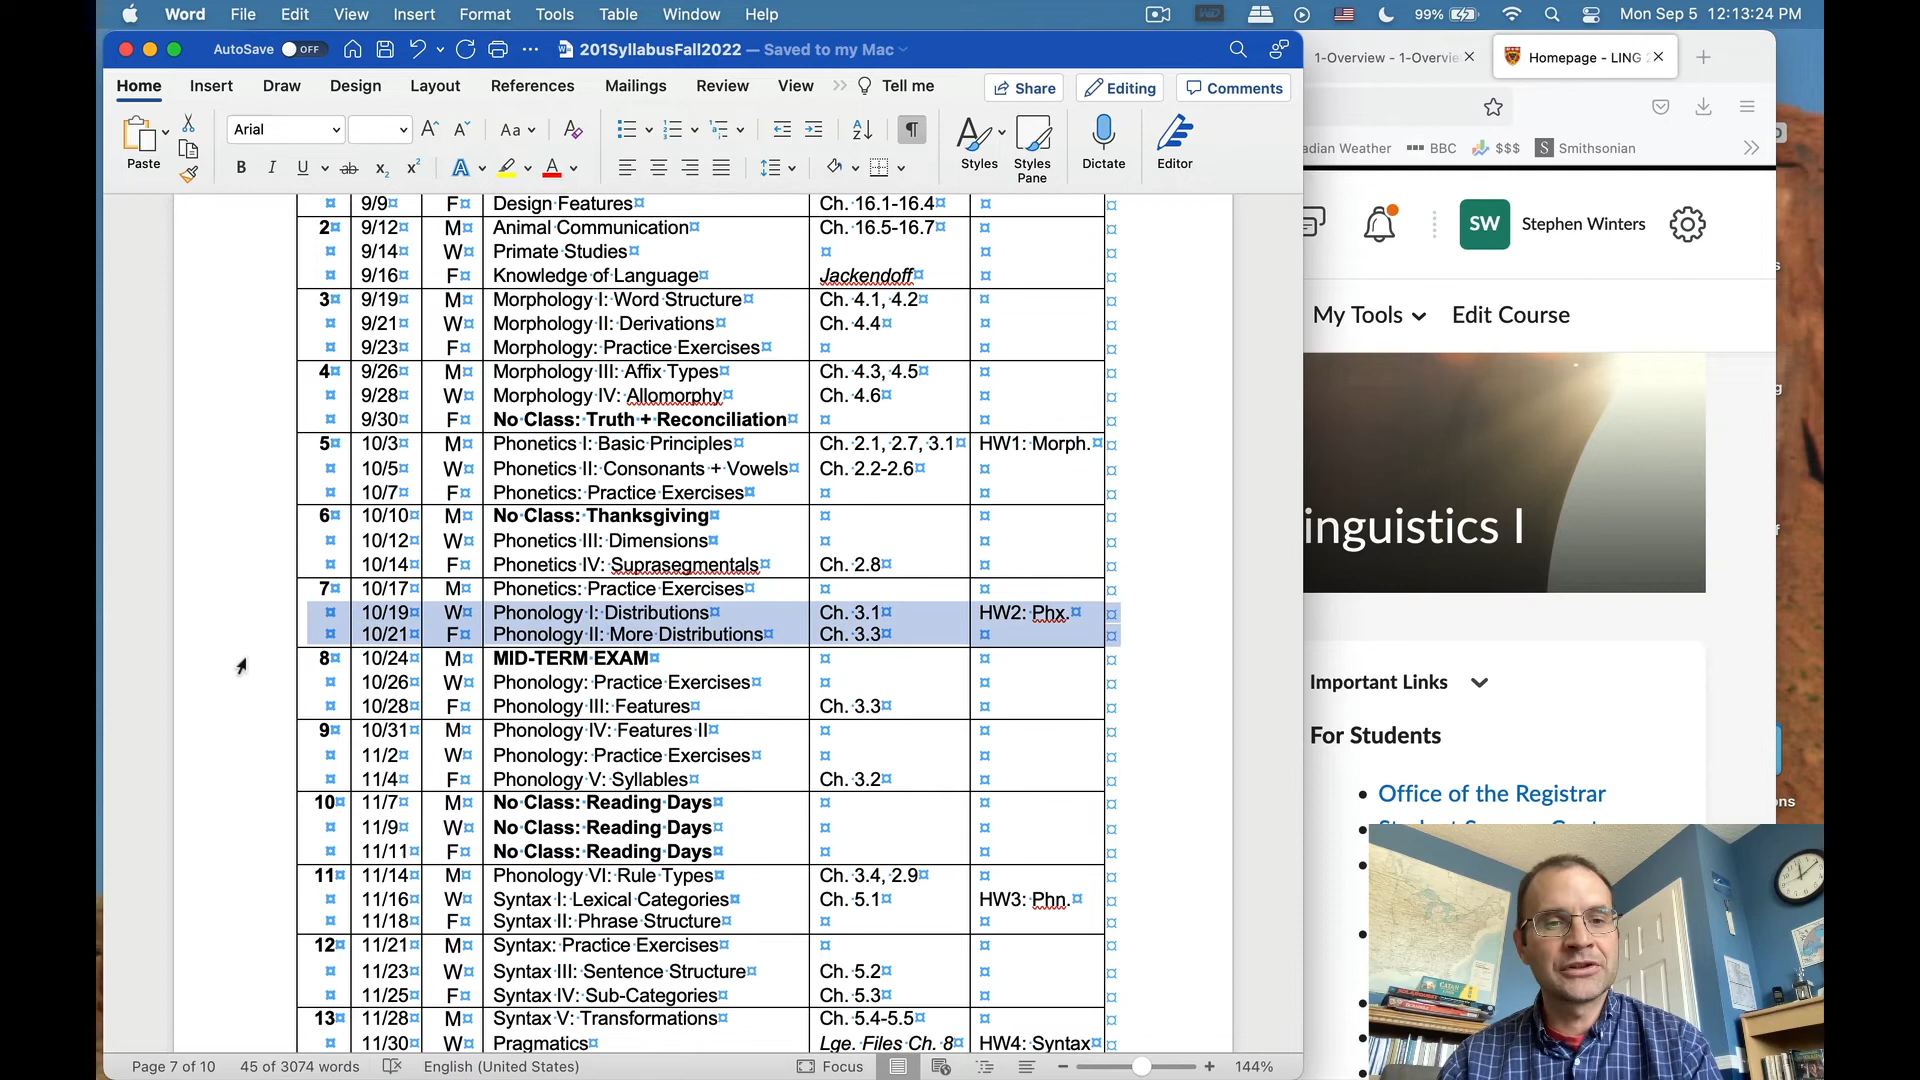 Word File Edit View Insert Format Tools Table Window Help 99% Mon Sep 5 12:13:24 PM
AutoSave OFF 201SyllabusFall2022 — Saved to my Mac
1-Overview - 1-Overvie Homepage - LING
Home Insert Draw Design Layout References Mailings Review View Tell me Share Editing Comments
Arial
Paste Styles Styles Pane Dictate Editor
adian Weather BBC $$$ Smithsonian
SW Stephen Winters
My Tools Edit Course
inguistics I
Important Links
For Students
Office of the Registrar
9/9 F Design Features Ch. 16.1-16.4
2 9/12 M Animal Communication Ch. 16.5-16.7
9/14 W Primate Studies
9/16 F Knowledge of Language Jackendoff
3 9/19 M Morphology I: Word Structure Ch. 4.1, 4.2
9/21 W Morphology II: Derivations Ch. 4.4
9/23 F Morphology: Practice Exercises
4 9/26 M Morphology III: Affix Types Ch. 4.3, 4.5
9/28 W Morphology IV: Allomorphy Ch. 4.6
9/30 F No Class: Truth + Reconciliation
5 10/3 M Phonetics I: Basic Principles Ch. 2.1, 2.7, 3.1 HW1: Morph.
10/5 W Phonetics II: Consonants + Vowels Ch. 2.2-2.6
10/7 F Phonetics: Practice Exercises
6 10/10 M No Class: Thanksgiving
10/12 W Phonetics III: Dimensions
10/14 F Phonetics IV: Suprasegmentals Ch. 2.8
7 10/17 M Phonetics: Practice Exercises
10/19 W Phonology I: Distributions Ch. 3.1 HW2: Phx.
10/21 F Phonology II: More Distributions Ch. 3.3
8 10/24 M MID-TERM EXAM
10/26 W Phonology: Practice Exercises
10/28 F Phonology III: Features Ch. 3.3
9 10/31 M Phonology IV: Features II
11/2 W Phonology: Practice Exercises
11/4 F Phonology V: Syllables Ch. 3.2
10 11/7 M No Class: Reading Days
11/9 W No Class: Reading Days
11/11 F No Class: Reading Days
11 11/14 M Phonology VI: Rule Types Ch. 3.4, 2.9
11/16 W Syntax I: Lexical Categories Ch. 5.1 HW3: Phn.
11/18 F Syntax II: Phrase Structure
12 11/21 M Syntax: Practice Exercises
11/23 W Syntax III: Sentence Structure Ch. 5.2
11/25 F Syntax IV: Sub-Categories Ch. 5.3
13 11/28 M Syntax V: Transformations Ch. 5.4-5.5
11/30 W Pragmatics Lge. Files Ch. 8 HW4: Syntax
Page 7 of 10 45 of 3074 words English (United States) Focus 144%